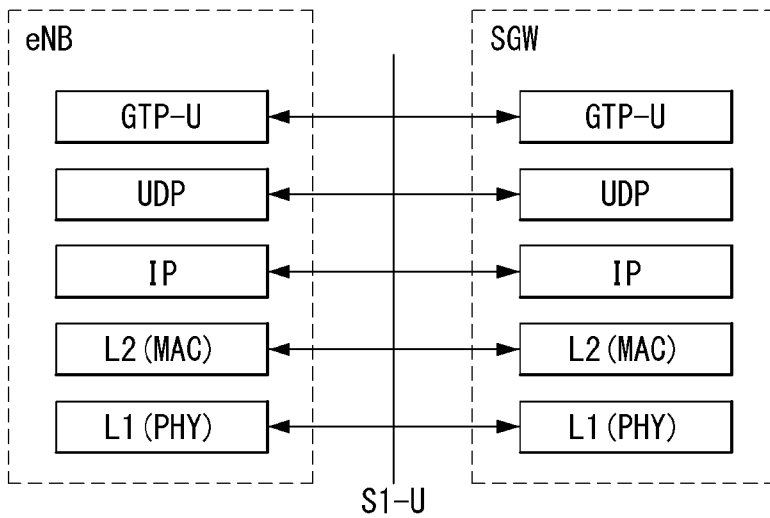 eNB
SGW
GTP-U
GTP-U
UDP
UDP
IP
IP
L2(MAC)
L2(MAC)
L1(PHY)
L1(PHY)
S1-U